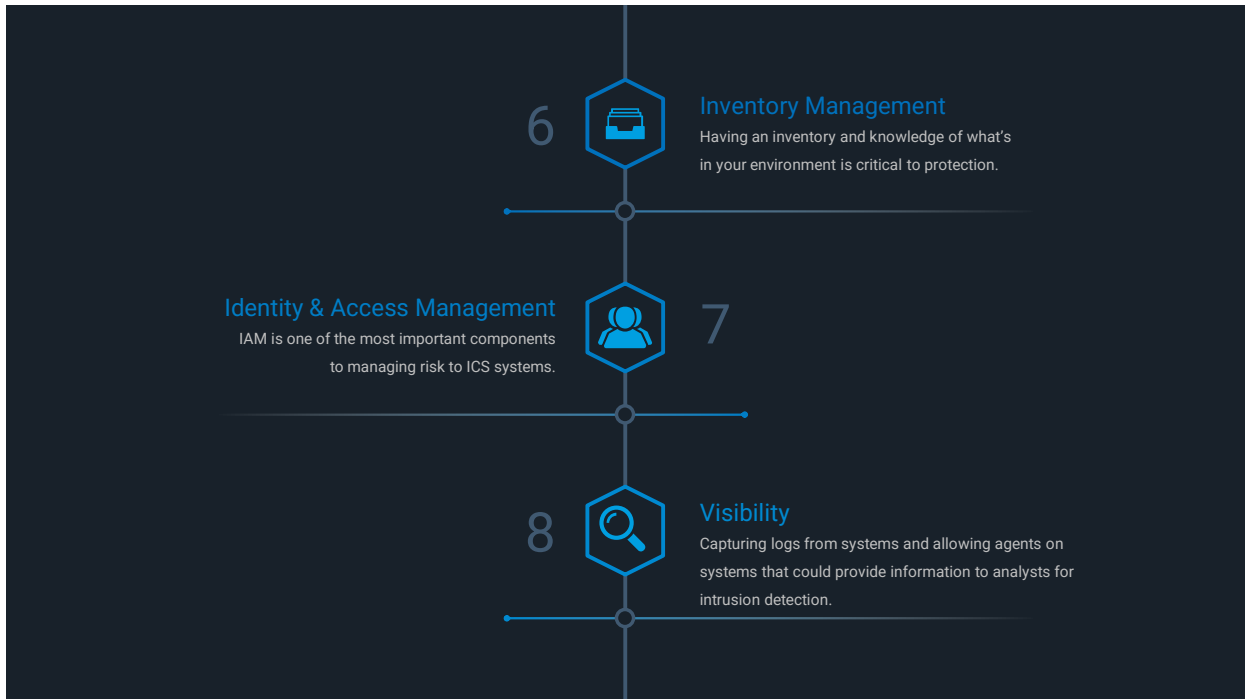 6
Inventory Management
Having an inventory and knowledge of what’s
in your environment is critical to protection.
Identity & Access Management
IAM is one of the most important components
to managing risk to ICS systems.
7
8
Visibility
Capturing logs from systems and allowing agents on
systems that could provide information to analysts for
intrusion detection.